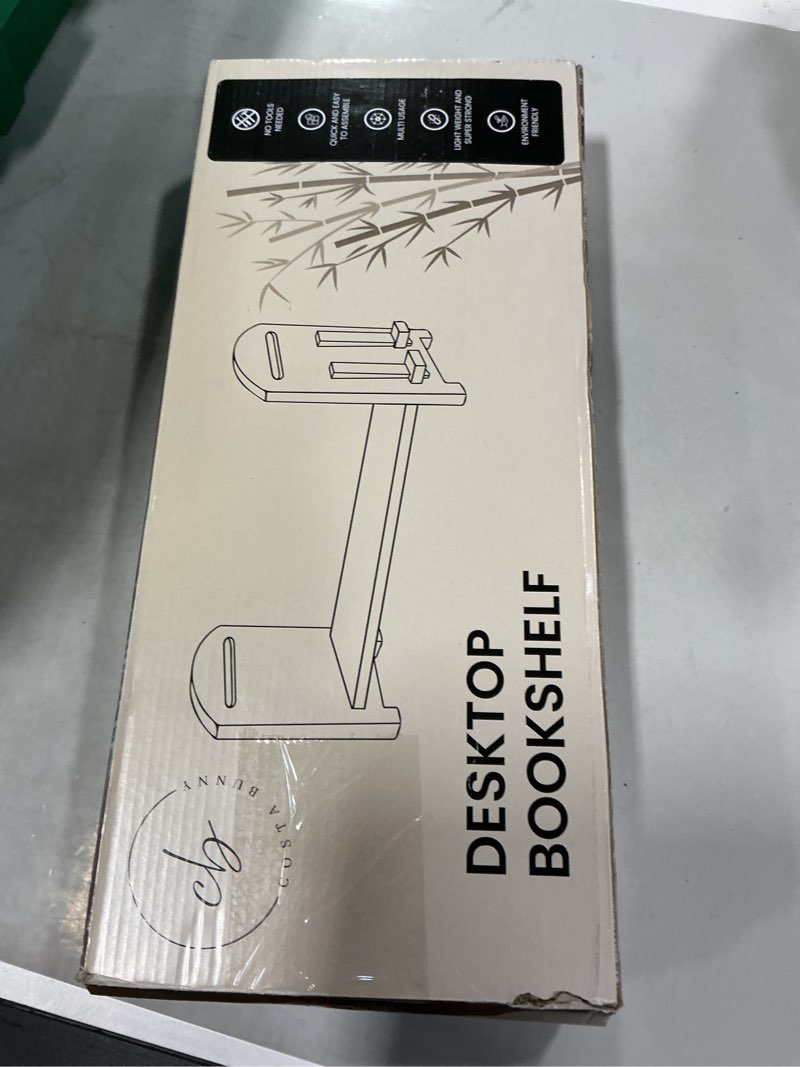 NO TOOLS
NEEDED
QUICK AND EASY
TO ASSEMBLE
MULTI USAGE
LIGHT WEIGHT AND
SUPER STRONG
ENVIRONMENT
FRIENDLY
cb
COSTA BUNNY
DESKTOP
BOOKSHELF